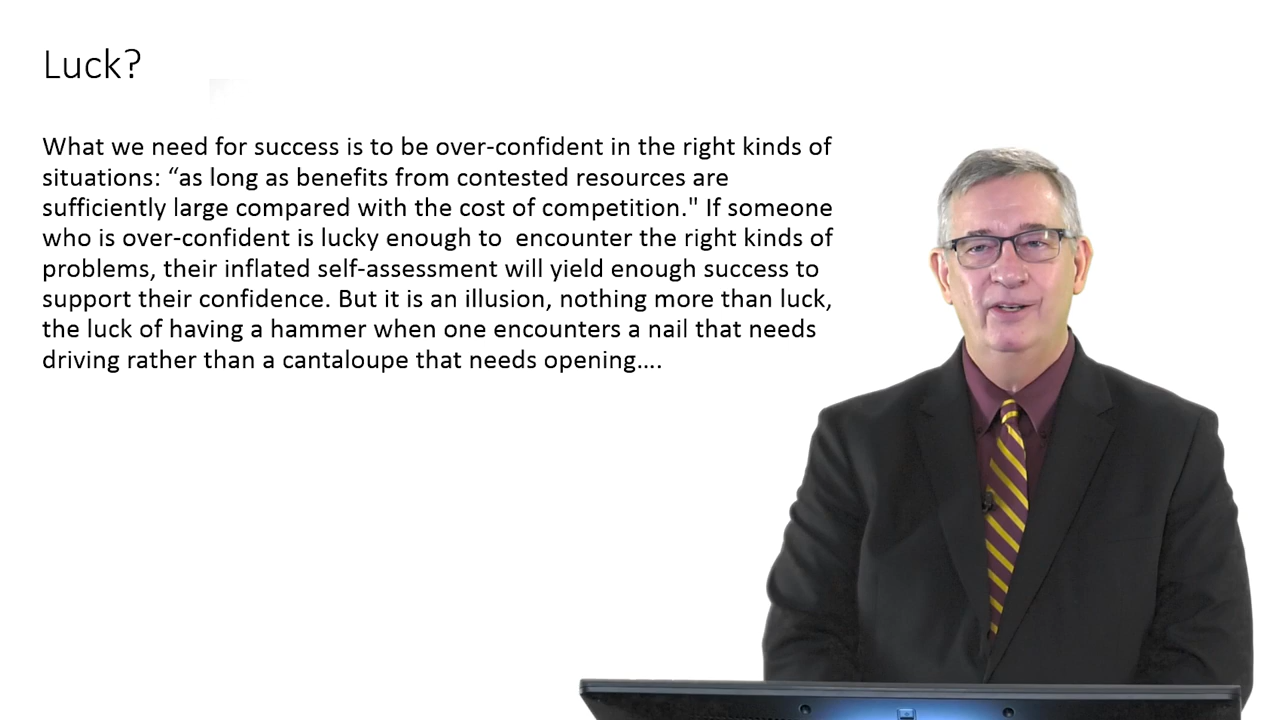 Luck?
What we need for success is to be over-confident in the right kinds of
situations: “as long as benefits from contested resources are
sufficiently large compared with the cost of competition." If someone
who is over-confident is lucky enough to  encounter the right kinds of
problems, their inflated self-assessment will yield enough success to
support their confidence. But it is an illusion, nothing more than luck,
the luck of having a hammer when one encounters a nail that needs
driving rather than a cantaloupe that needs opening….